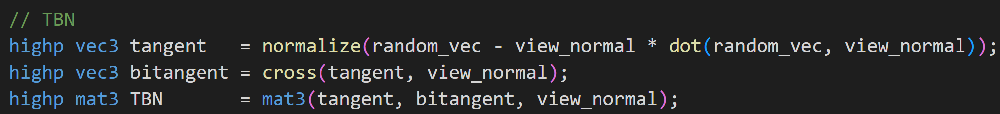 // TBN
highp vec3 tangent   = normalize(random_vec - view_normal * dot(random_vec, view_normal));
highp vec3 bitangent = cross(tangent, view_normal);
highp mat3 TBN       = mat3(tangent, bitangent, view_normal);